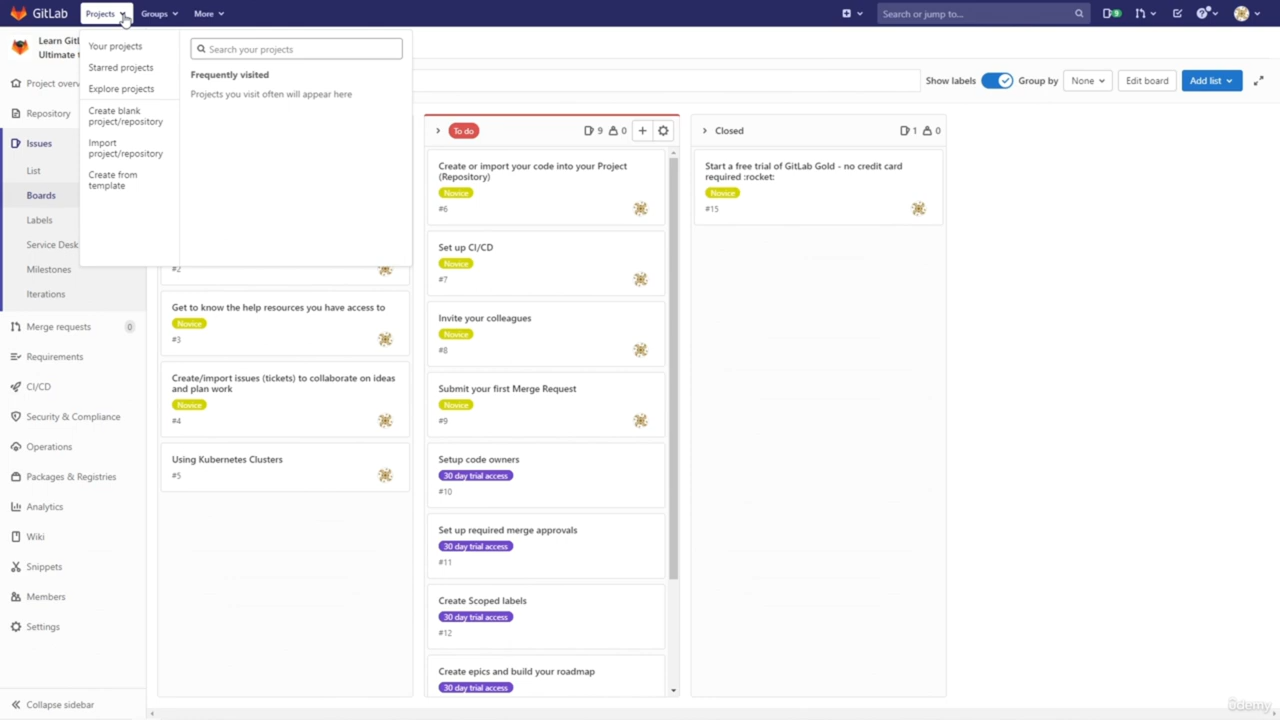 GitLab
Projects
Groups
More
Search or jump to...
9
Learn GitL
Ultimate t
Project overv
Repository
Issues
List
Boards
Labels
Service Desk
Milestones
Iterations
Merge requests
0
Requirements
CI/CD
Security & Compliance
Operations
Packages & Registries
Analytics
Wiki
Snippets
Members
Settings
Collapse sidebar
Your projects
Starred projects
Explore projects
Create blank
project/repository
Import
project/repository
Create from
template
Search your projects
Frequently visited
Projects you visit often will appear here
Show labels
Group by
None
Edit board
Add list
#2
Get to know the help resources you have access to
Novice
#3
Create/import issues (tickets) to collaborate on ideas
and plan work
Novice
#4
Using Kubernetes Clusters
#5
To do
9 0
Create or import your code into your Project
(Repository)
Novice
#6
Set up CI/CD
Novice
#7
Invite your colleagues
Novice
#8
Submit your first Merge Request
Novice
#9
Setup code owners
30 day trial access
#10
Set up required merge approvals
30 day trial access
#11
Create Scoped labels
30 day trial access
#12
Create epics and build your roadmap
30 day trial access
Closed
1 0
Start a free trial of GitLab Gold - no credit card
required :rocket:
Novice
#15
ûdemy